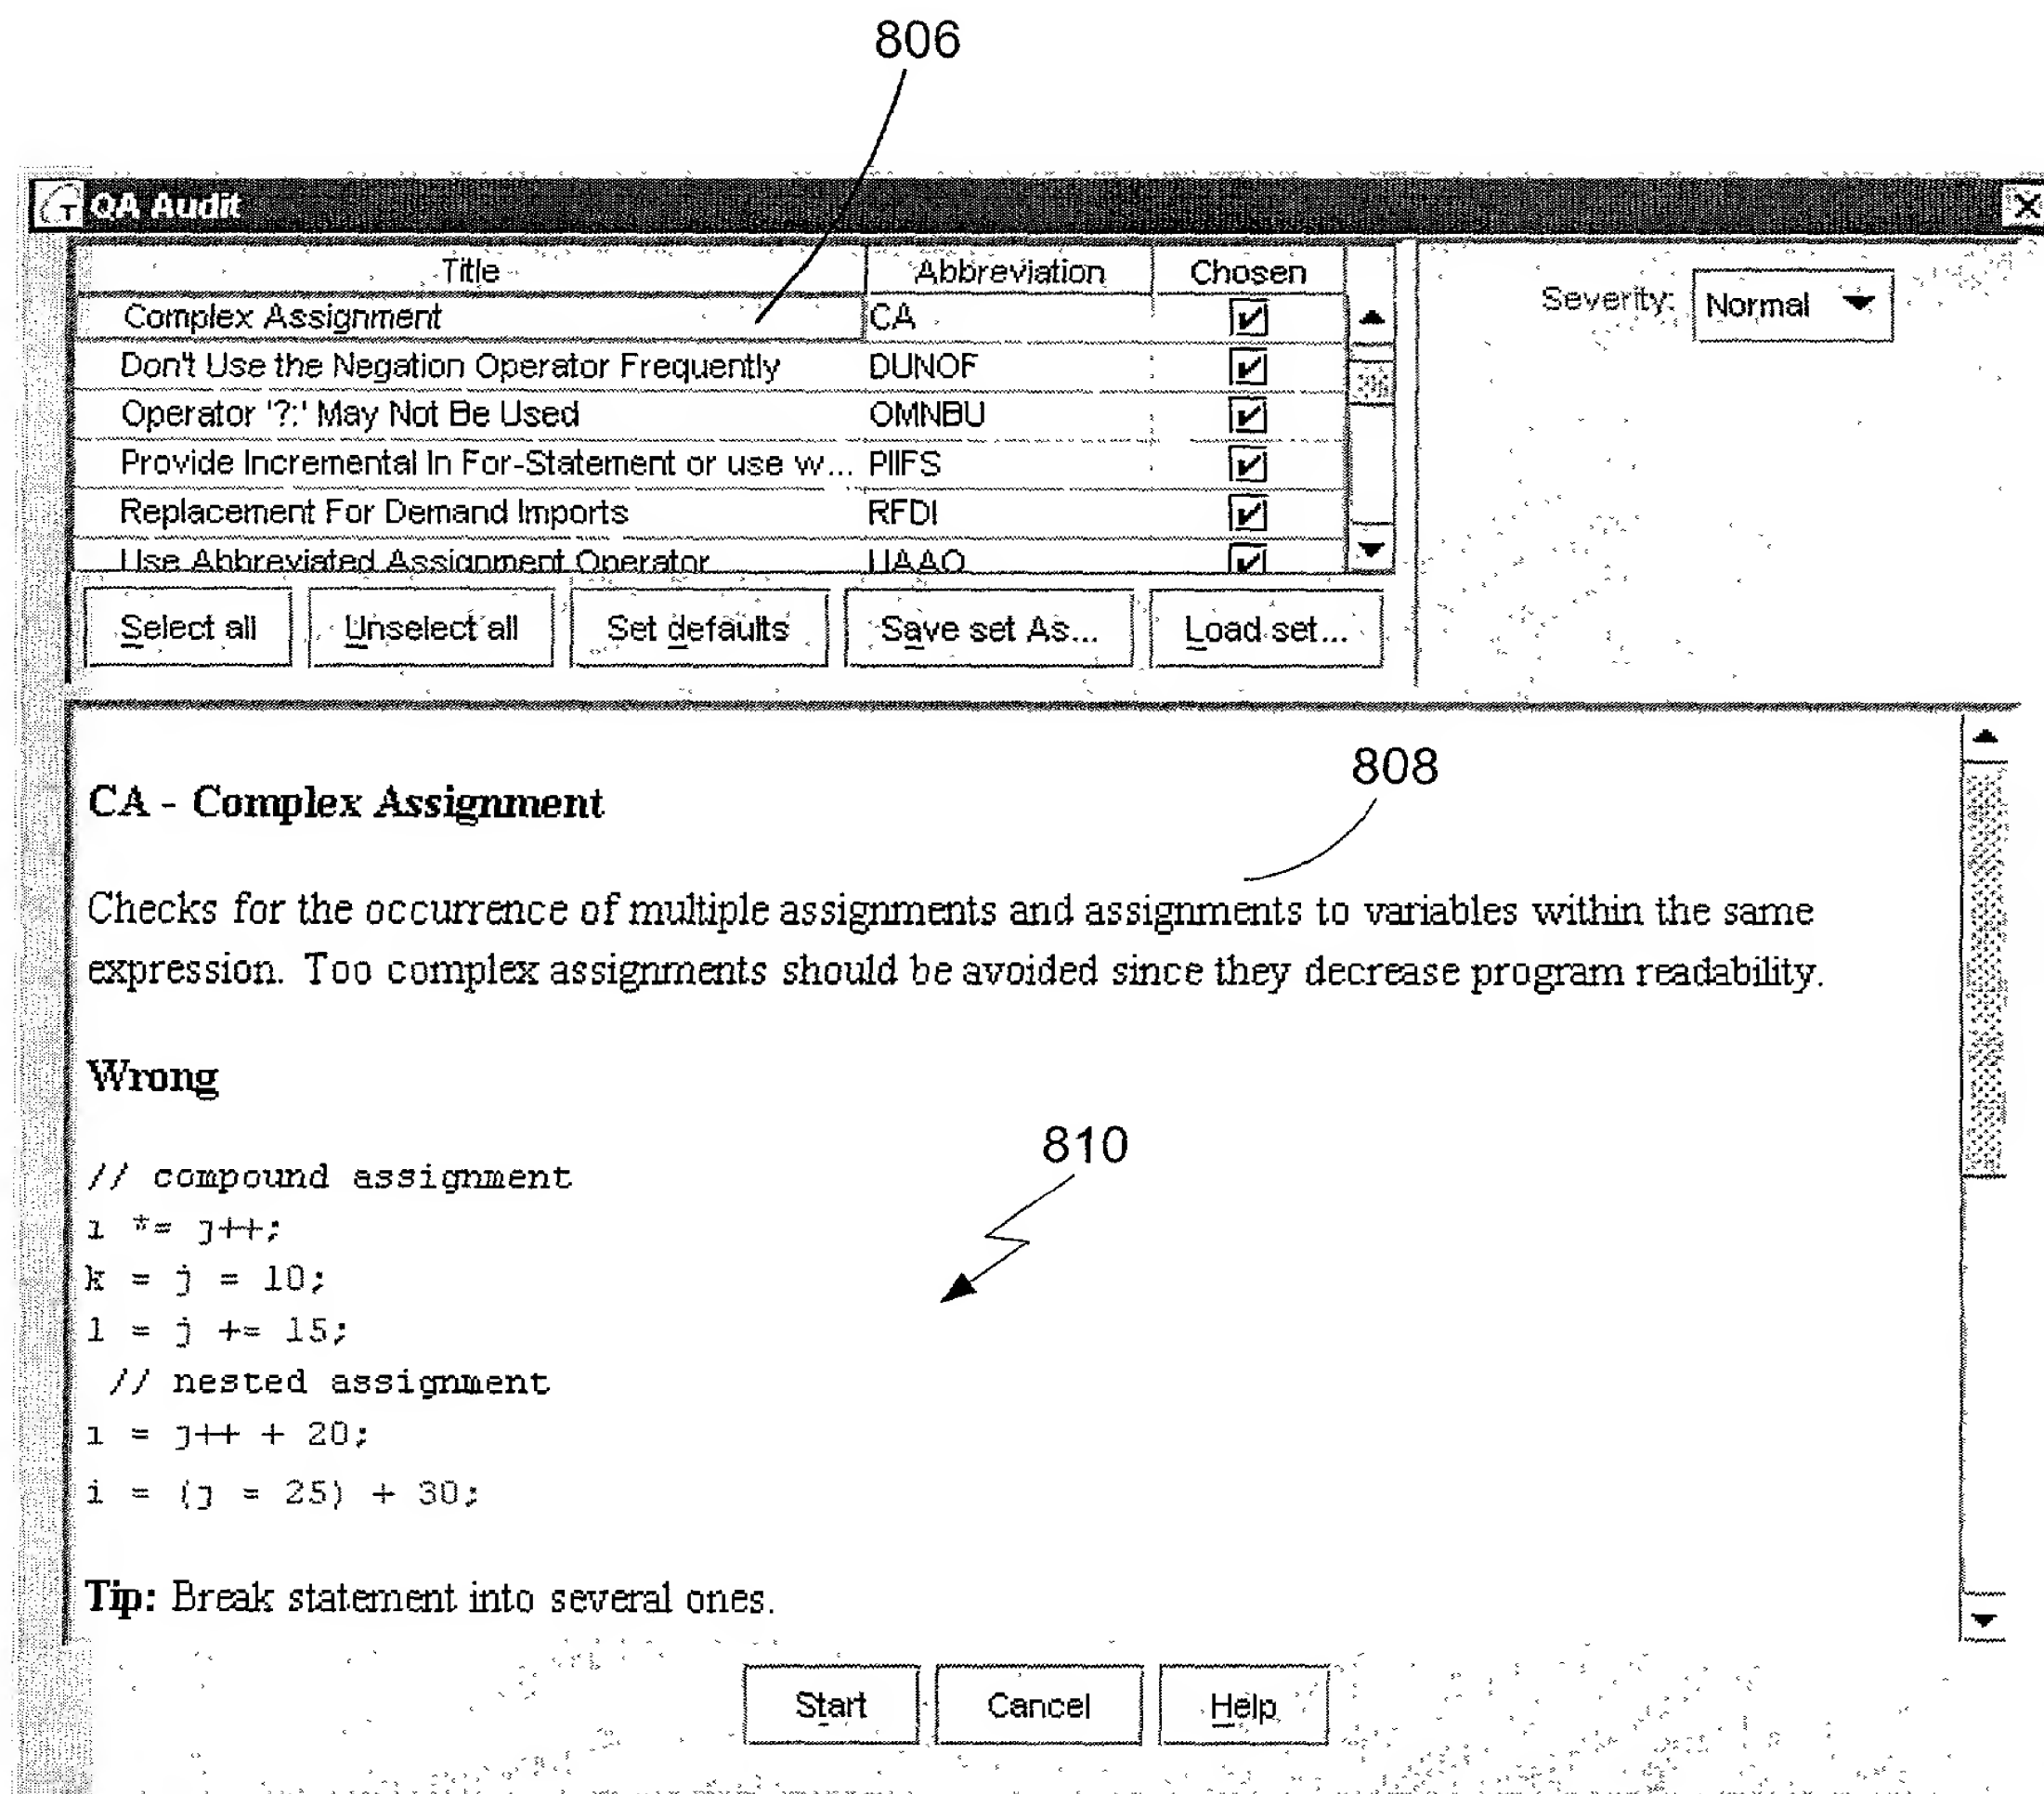 806
QA Audit
Title Abbreviation Chosen
Complex Assignment CA
Don't Use the Negation Operator Frequently DUNOF
Operator '?:' May Not Be Used OMNBU
Provide Incremental In For-Statement or use w... PIIFS
Replacement For Demand Imports RFDI
Use Abbreviated Assignment Operator UAAO
Severity: Normal
Select all Unselect all Set defaults Save set As... Load set...
808
CA - Complex Assignment
Checks for the occurrence of multiple assignments and assignments to variables within the same
expression. Too complex assignments should be avoided since they decrease program readability.
Wrong
810
// compound assignment
i *= j++;
k = j = 10;
l = j += 15;
// nested assignment
i = j++ + 20;
i = (j = 25) + 30;
Tip: Break statement into several ones.
Start Cancel Help